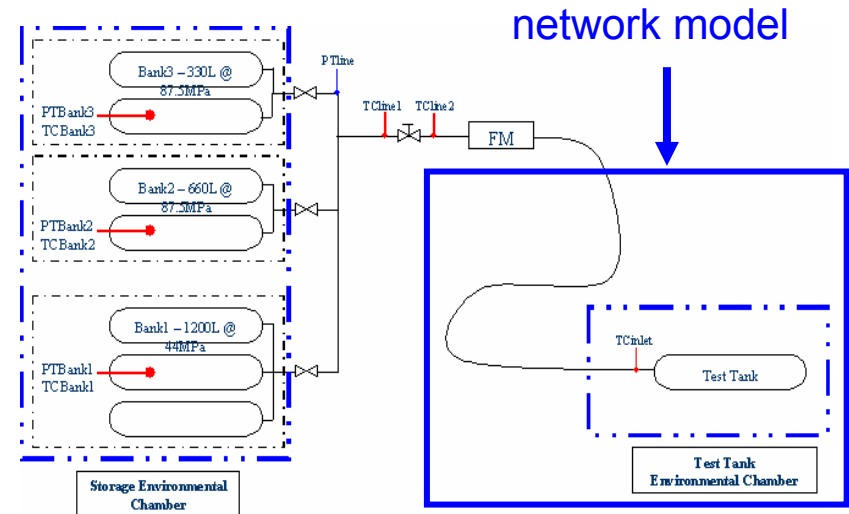 network model
PTline
Bank3 – 330L @
87.5MPa
PTBank3
TCBank3
TCline1
TCline2
FM
Bank2 – 660L @
87.5MPa
PTBank2
TCBank2
Bank1 – 1200L @
44MPa
PTBank1
TCBank1
TCinlet
Test Tank
Storage Environmental
Chamber
Test Tank
Environmental Chamber